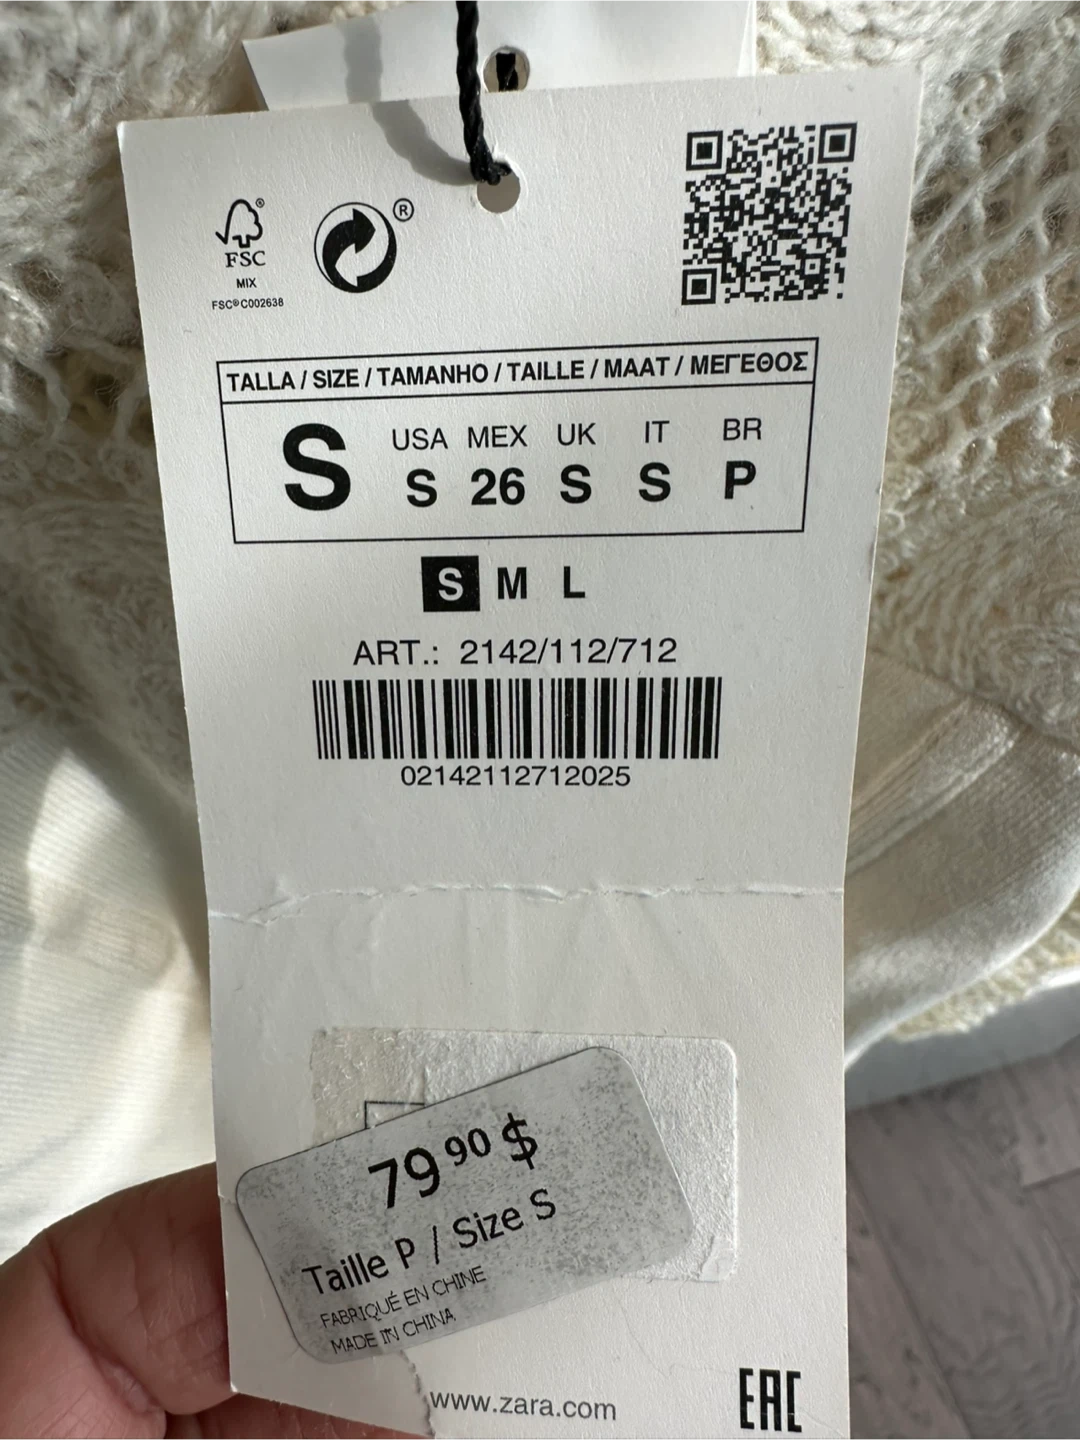 ®
FSC®
MIX
FSC® C002638
®
TALLA / SIZE / TAMANHO / TAILLE / MAAT / ΜΕΓΕΘΟΣ
S
USA MEX UK IT BR
S 26 S S P
S M L
ART.: 2142/112/712
02142112712025
79 90 $
Taille P / Size S
FABRIQUÉ EN CHINE
MADE IN CHINA
www.zara.com
EAC